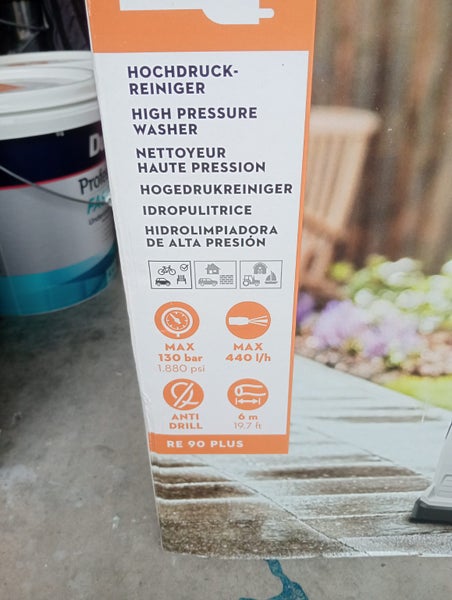 HOCHDRUCK-
REINIGER
HIGH PRESSURE
WASHER
NETTOYEUR
HAUTE PRESSION
HOGEDRUKREINIGER
IDROPULITRICE
HIDROLIMPIADORA
DE ALTA PRESIÓN
MAX
130 bar
1.880 psi
MAX
440 l/h
ANTI
DRILL
6 m
19.7 ft
RE 90 PLUS